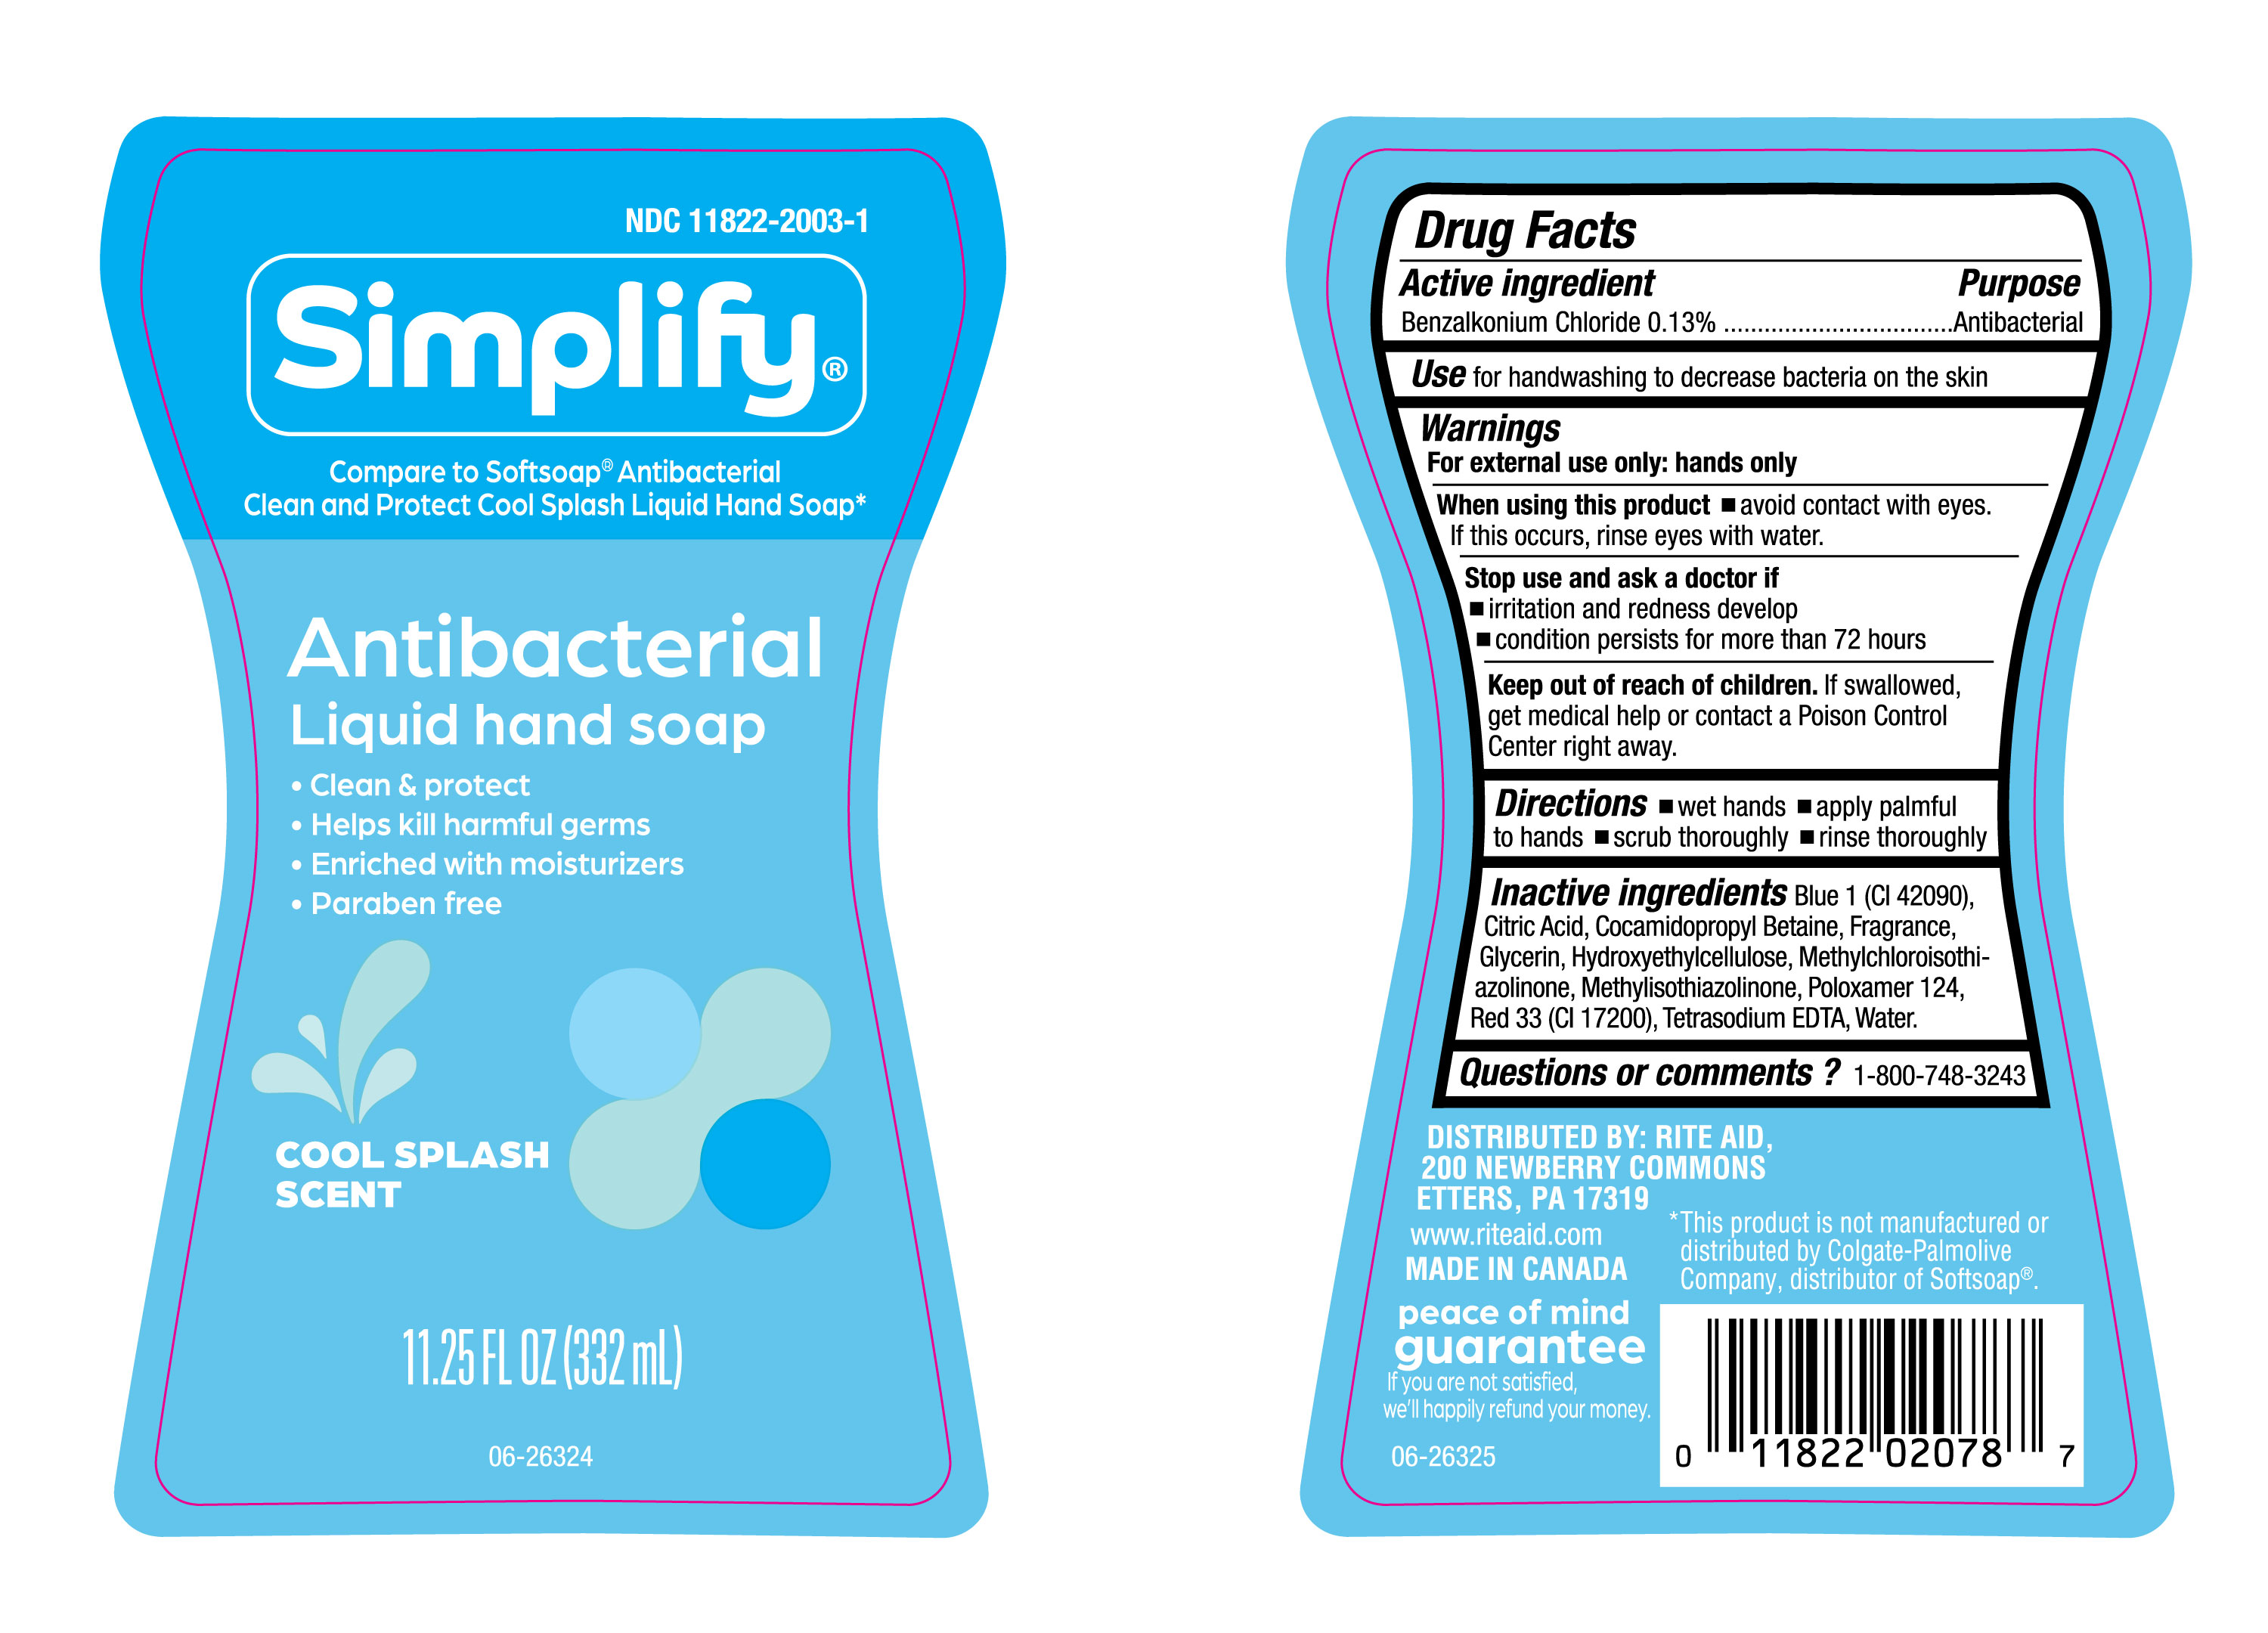 NDC 11822-2003-1
Simplify®
Compare to Softsoap® Antibacterial
Clean and Protect Cool Splash Liquid Hand Soap*
Antibacterial
Liquid hand soap
• Clean & protect
• Helps kill harmful germs
• Enriched with moisturizers
• Paraben free
COOL SPLASH
SCENT
11.25 FL OZ (332 mL)
06-26324
Drug Facts
Active ingredient Purpose
Benzalkonium Chloride 0.13% ..................................Antibacterial
Use for handwashing to decrease bacteria on the skin
Warnings
For external use only: hands only
When using this product ■ avoid contact with eyes.
If this occurs, rinse eyes with water.
Stop use and ask a doctor if
■ irritation and redness develop
■ condition persists for more than 72 hours
Keep out of reach of children. If swallowed,
get medical help or contact a Poison Control
Center right away.
Directions ■ wet hands ■ apply palmful
to hands ■ scrub thoroughly ■ rinse thoroughly
Inactive ingredients Blue 1 (CI 42090),
Citric Acid, Cocamidopropyl Betaine, Fragrance,
Glycerin, Hydroxyethylcellulose, Methylchloroisothi-
azolinone, Methylisothiazolinone, Poloxamer 124,
Red 33 (CI 17200), Tetrasodium EDTA, Water.
Questions or comments ? 1-800-748-3243
DISTRIBUTED BY: RITE AID,
200 NEWBERRY COMMONS
ETTERS, PA 17319
www.riteaid.com
MADE IN CANADA
*This product is not manufactured or
distributed by Colgate-Palmolive
Company, distributor of Softsoap®.
peace of mind
guarantee
If you are not satisfied,
we'll happily refund your money.
06-26325
0 11822 02078 7